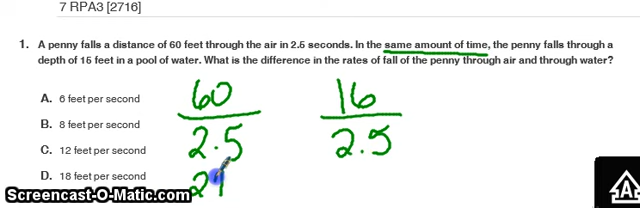 7 RPA3 [2716]
1. A penny falls a distance of 60 feet through the air in 2.5 seconds. In the same amount of time, the penny falls through a
depth of 15 feet in a pool of water. What is the difference in the rates of fall of the penny through air and through water?
A. 6 feet per second
B. 8 feet per second
C. 12 feet per second
D. 18 feet per second
60 16
2.5 2.5
Screencast-O-Matic.com